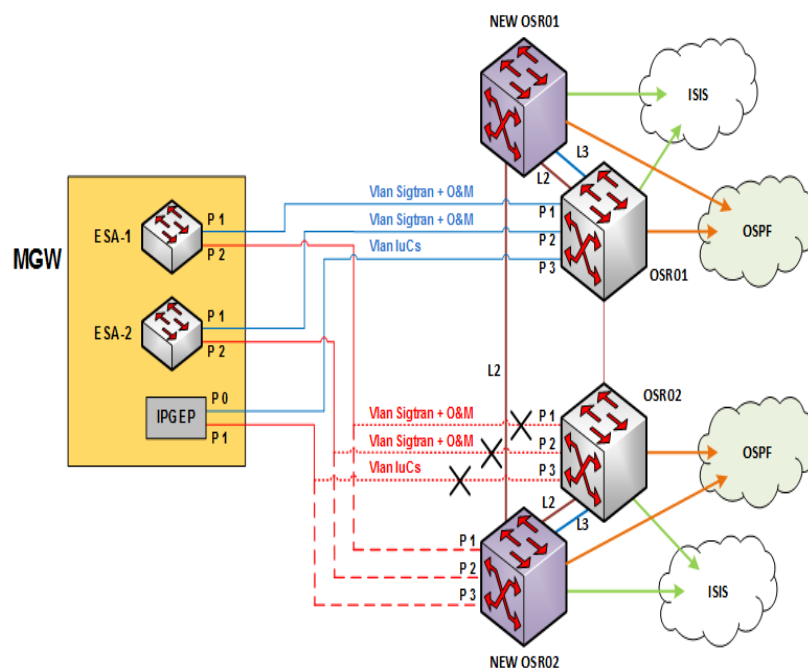 NEW OSR01
ISIS
L3
L2
Vlan Sigtran + O&M
P 1
ESA-1
P 2
Vlan Sigtran + O&M
P 1
P 2
OSPF
MGW
Vlan IuCs
P 3
OSR01
P 1
ESA-2
P 2
L2
P 0
IPGEP
P 1
OSR02
Vlan Sigtran + O&M
P 1
Vlan Sigtran + O&M
P 2
OSPF
Vlan IuCs
P 3
L2
L3
P 1
P 2
P 3
ISIS
NEW OSR02